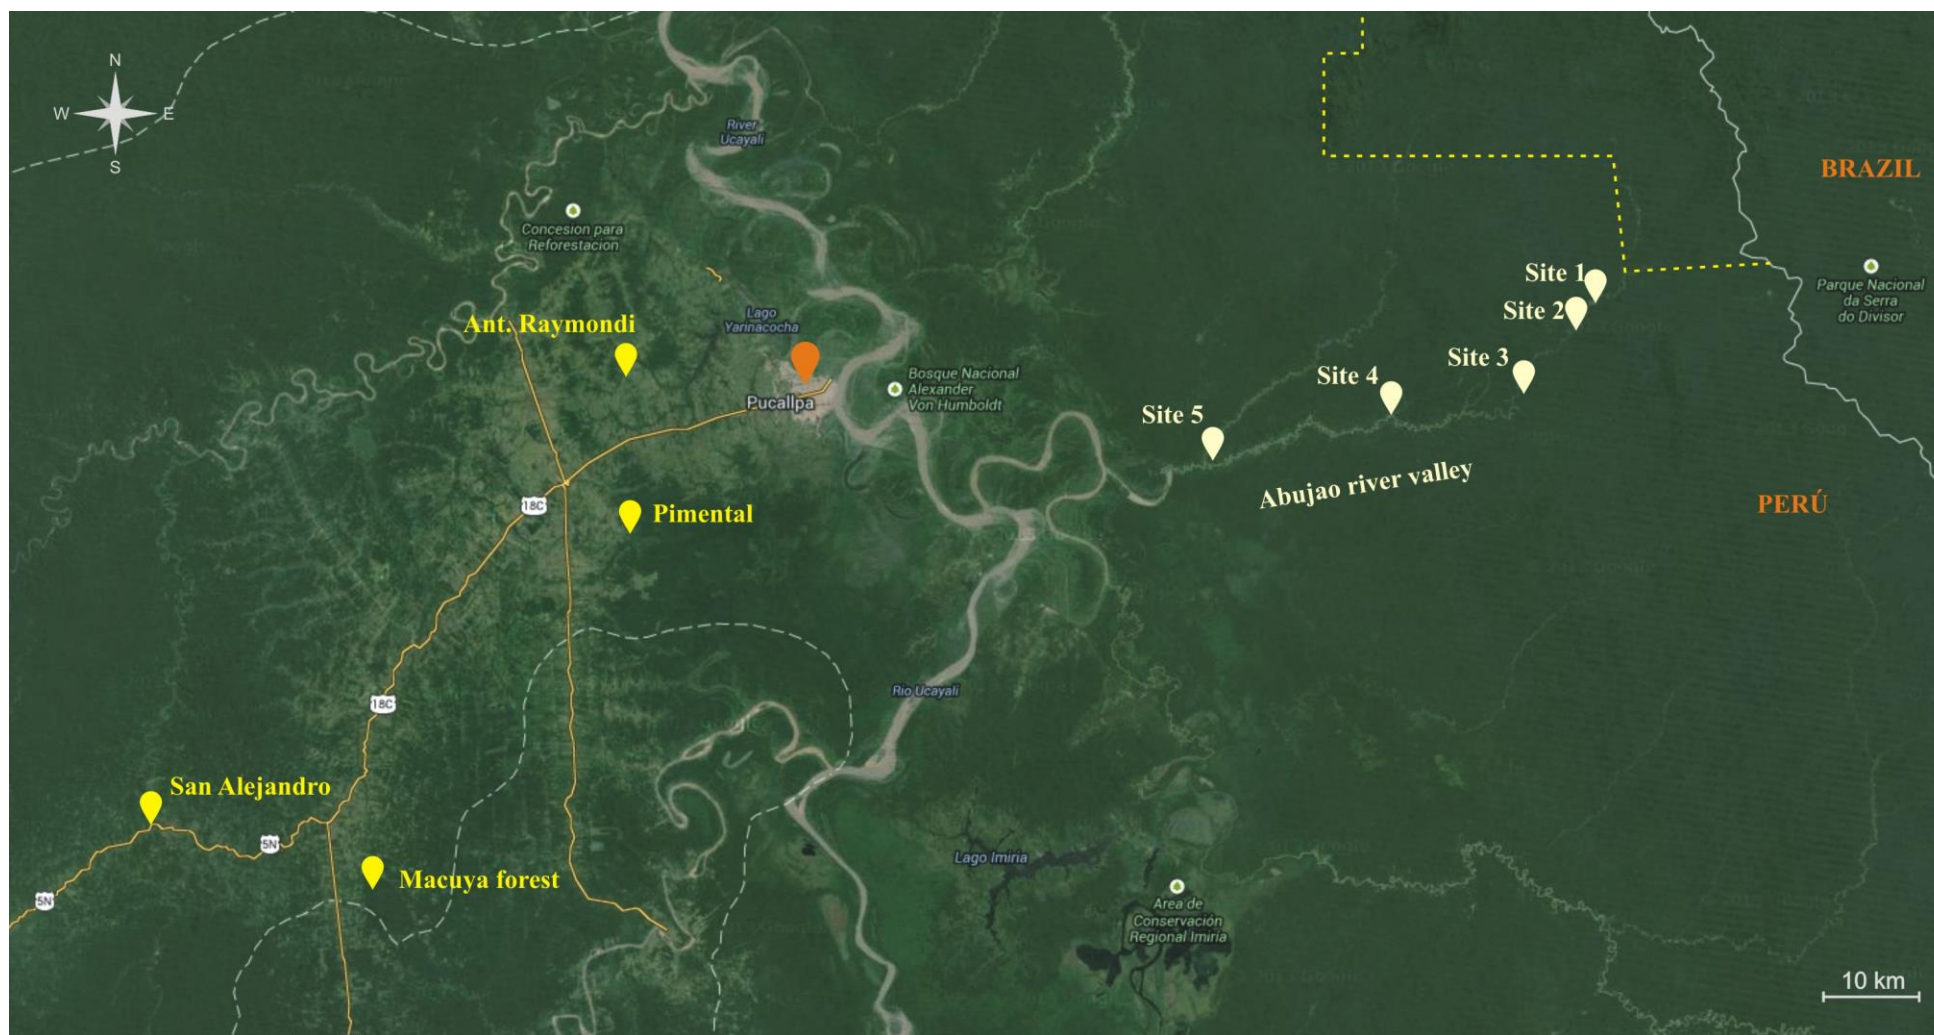 N
W
E
S
River
Ucayali
BRAZIL
Concesion para
Reforestacion
Parque Nacional
da Serra
do Divisor
Site 1
Site 2
Ant. Raymondi
Lago
Yarinacocha
Site 3
Site 4
Bosque Nacional
Alexander
Von Humboldt
Pucallpa
Site 5
Abujao river valley
18C
Pimental
PERÚ
Rio Ucayali
18C
San Alejandro
5N
Lago Imiria
Macuya forest
5N
Area de
Conservación
Regional Imiria
10 km